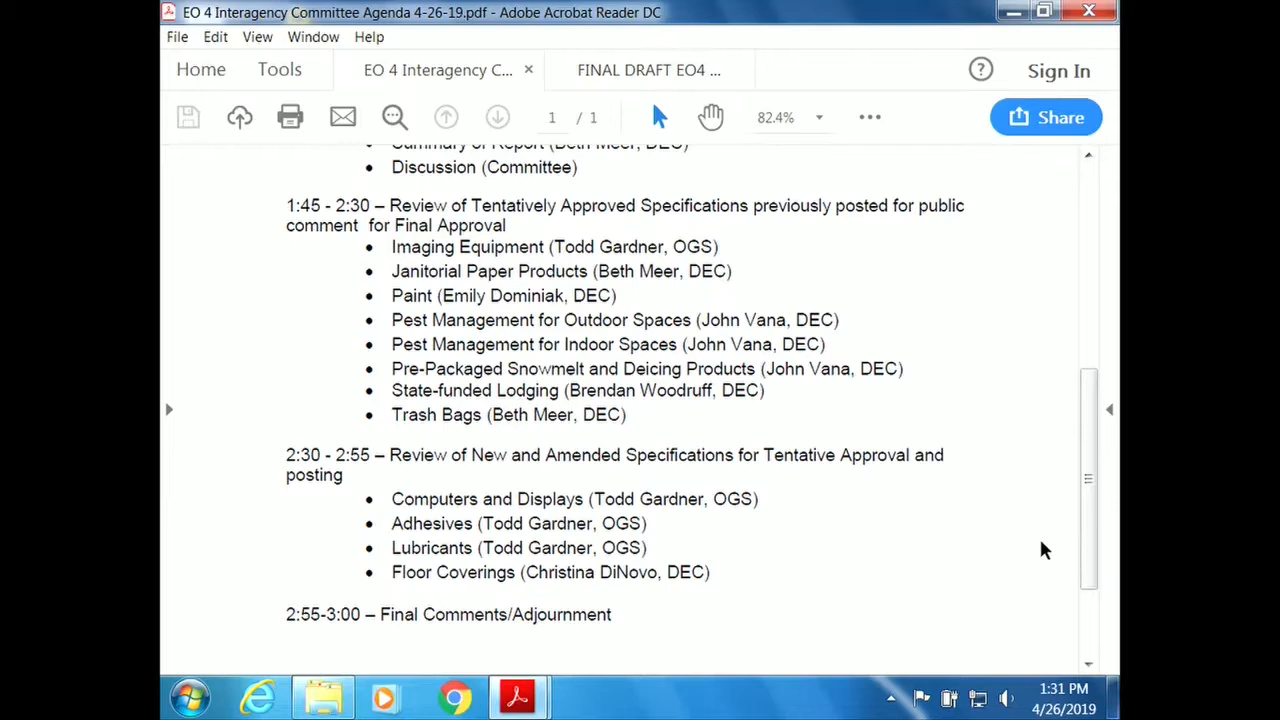 EO 4 Interagency Committee Agenda 4-26-19.pdf - Adobe Acrobat Reader DC
File Edit View Window Help
Home Tools EO 4 Interagency C... × FINAL DRAFT EO4 ... ? Sign In
1 / 1 82.4% Share
Summary of Report (Beth Meer, DEC)
• Discussion (Committee)
1:45 - 2:30 – Review of Tentatively Approved Specifications previously posted for public
comment for Final Approval
• Imaging Equipment (Todd Gardner, OGS)
• Janitorial Paper Products (Beth Meer, DEC)
• Paint (Emily Dominiak, DEC)
• Pest Management for Outdoor Spaces (John Vana, DEC)
• Pest Management for Indoor Spaces (John Vana, DEC)
• Pre-Packaged Snowmelt and Deicing Products (John Vana, DEC)
• State-funded Lodging (Brendan Woodruff, DEC)
• Trash Bags (Beth Meer, DEC)
2:30 - 2:55 – Review of New and Amended Specifications for Tentative Approval and
posting
• Computers and Displays (Todd Gardner, OGS)
• Adhesives (Todd Gardner, OGS)
• Lubricants (Todd Gardner, OGS)
• Floor Coverings (Christina DiNovo, DEC)
2:55-3:00 – Final Comments/Adjournment
1:31 PM
4/26/2019